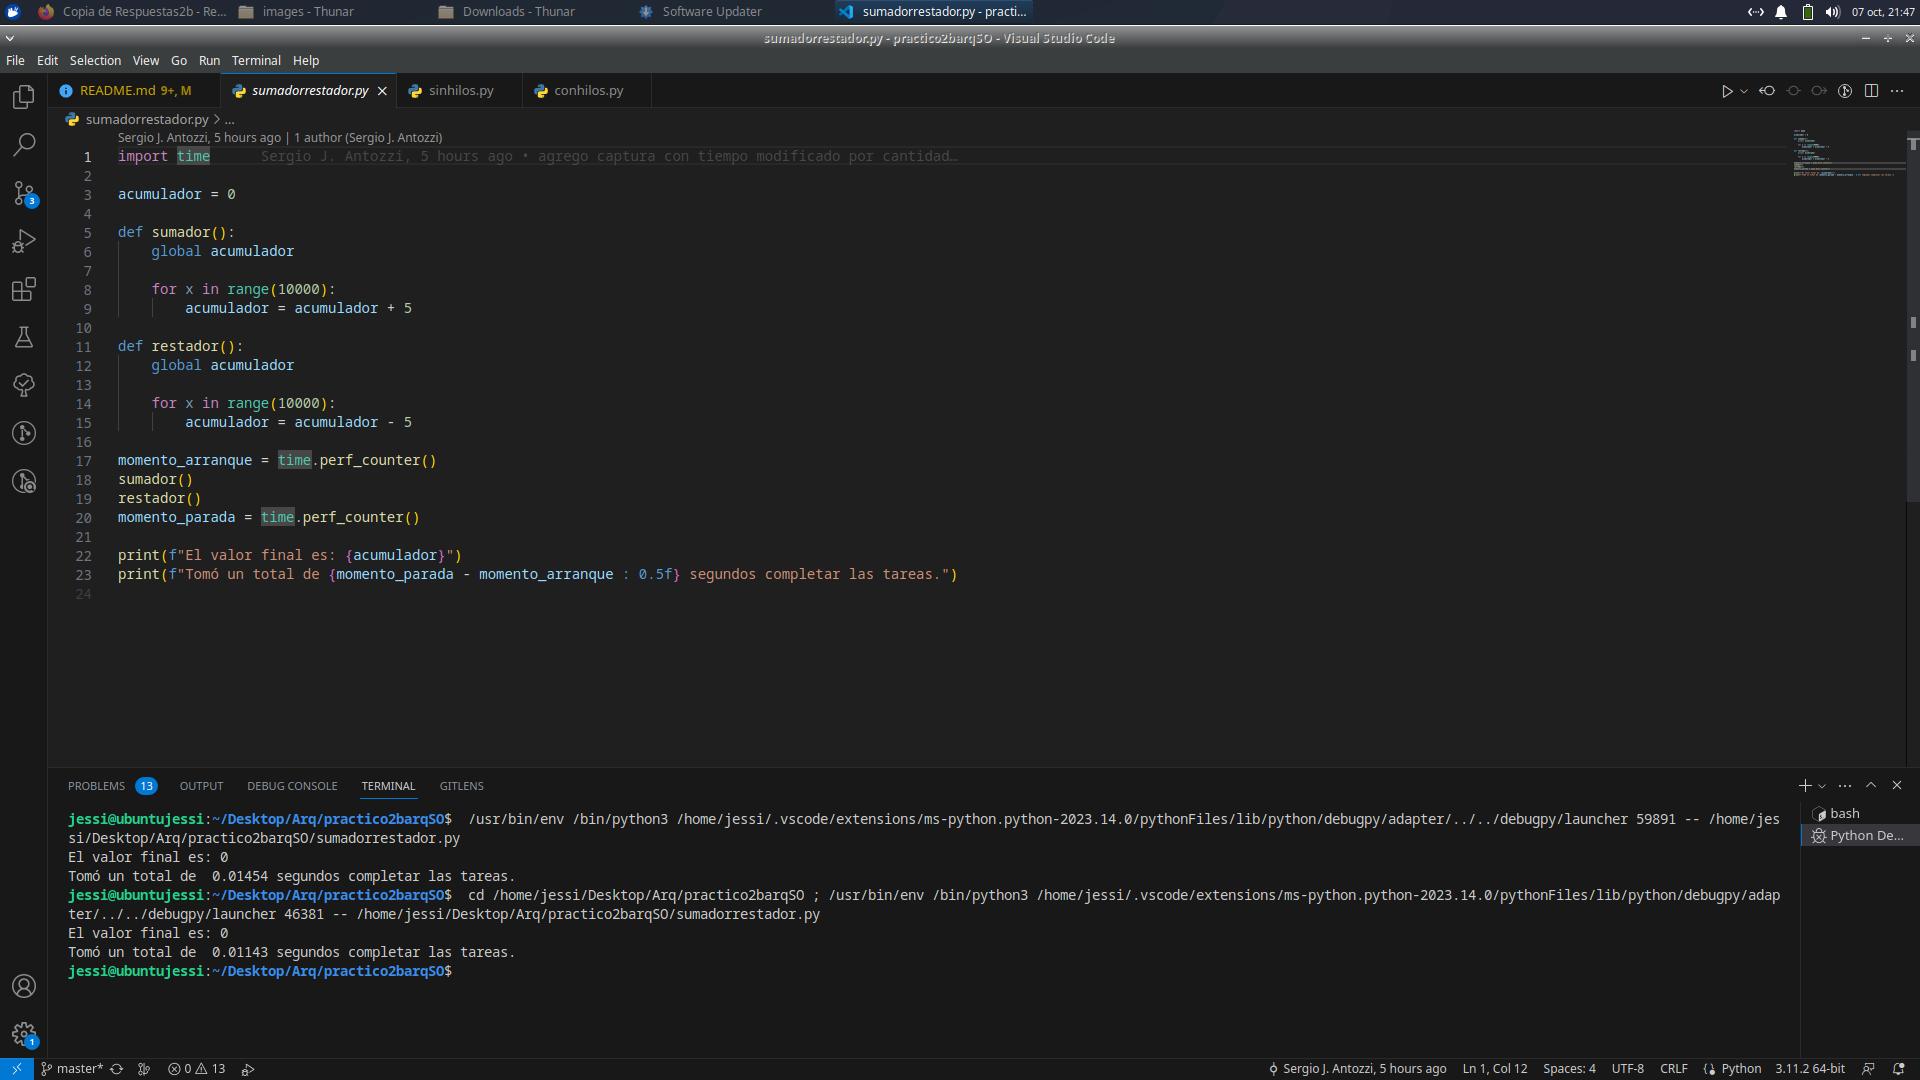 Copia de Respuestas2b - Re...
images - Thunar
Downloads - Thunar
Software Updater
sumadorrestador.py - practi...
07 oct, 21:47
sumadorrestador.py - practico2barqSO - Visual Studio Code
File Edit Selection View Go Run Terminal Help
README.md 9+, M
sumadorrestador.py
sinhilos.py
conhilos.py
sumadorrestador.py > ...
Sergio J. Antozzi, 5 hours ago | 1 author (Sergio J. Antozzi)
1 import time Sergio J. Antozzi, 5 hours ago • agrego captura con tiempo modificado por cantidad…
2
3 acumulador = 0
4
5 def sumador():
6 global acumulador
7
8 for x in range(10000):
9 acumulador = acumulador + 5
10
11 def restador():
12 global acumulador
13
14 for x in range(10000):
15 acumulador = acumulador - 5
16
17 momento_arranque = time.perf_counter()
18 sumador()
19 restador()
20 momento_parada = time.perf_counter()
21
22 print(f"El valor final es: {acumulador}")
23 print(f"Tomó un total de {momento_parada - momento_arranque : 0.5f} segundos completar las tareas.")
24
3
1
PROBLEMS 13 OUTPUT DEBUG CONSOLE TERMINAL GITLENS
jessi@ubuntujessi:~/Desktop/Arq/practico2barqSO$ /usr/bin/env /bin/python3 /home/jessi/.vscode/extensions/ms-python.python-2023.14.0/pythonFiles/lib/python/debugpy/adapter/../../debugpy/launcher 59891 -- /home/jes
si/Desktop/Arq/practico2barqSO/sumadorrestador.py
El valor final es: 0
Tomó un total de  0.01454 segundos completar las tareas.
jessi@ubuntujessi:~/Desktop/Arq/practico2barqSO$ cd /home/jessi/Desktop/Arq/practico2barqSO ; /usr/bin/env /bin/python3 /home/jessi/.vscode/extensions/ms-python.python-2023.14.0/pythonFiles/lib/python/debugpy/adap
ter/../../debugpy/launcher 46381 -- /home/jessi/Desktop/Arq/practico2barqSO/sumadorrestador.py
El valor final es: 0
Tomó un total de  0.01143 segundos completar las tareas.
jessi@ubuntujessi:~/Desktop/Arq/practico2barqSO$
bash
Python De...
master* 0 13
Sergio J. Antozzi, 5 hours ago Ln 1, Col 12 Spaces: 4 UTF-8 CRLF Python 3.11.2 64-bit